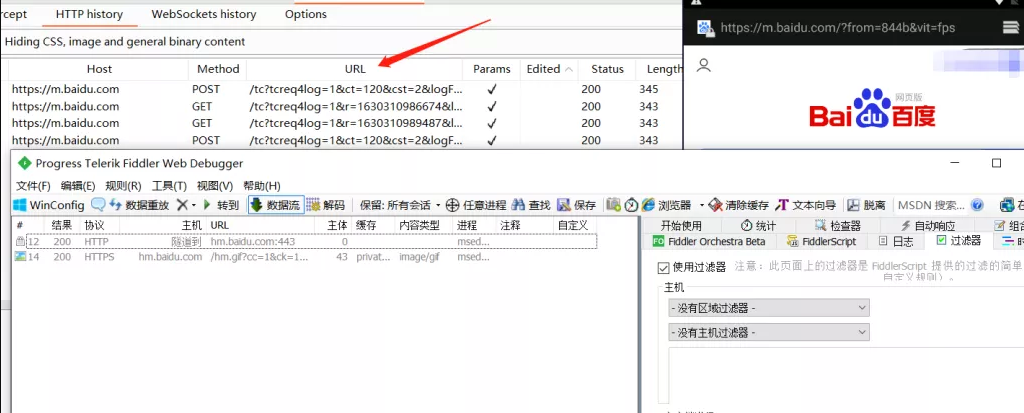 rcept HTTP history WebSockets history Options
Hiding CSS, image and general binary content
Host Method URL Params Edited Status Length
https://m.baidu.com POST /tc?tcreq4log=1&ct=120&cst=2&logF... ✓ 200 345
https://m.baidu.com GET /tc?tcreq4log=1&r=1630310986674&l... ✓ 200 343
https://m.baidu.com GET /tc?tcreq4log=1&r=1630310989487&l... ✓ 200 343
https://m.baidu.com POST /tc?tcreq4log=1&ct=120&cst=2&logF... ✓ 200 343
https://m.baidu.com/?from=844b&vit=fps
网页版
Bai du 百度
Progress Telerik Fiddler Web Debugger
文件(F) 编辑(E) 规则(R) 工具(T) 视图(V) 帮助(H)
WinConfig 数据重放 转到 数据流 解码 保留: 所有会话 任意进程 查找 保存 浏览器 清除缓存 文本向导 脱离 MSDN 搜索... 在
# 结果 协议 主机 URL 主体 缓存 内容类型 进程 注释 自定义
12 200 HTTP 隧道到 hm.baidu.com:443 0 msed...
14 200 HTTPS hm.baidu.com /hm.gif?cc=1&ck=1... 43 privat... image/gif msed...
开始使用 统计 检查器 自动响应 组合
Fiddler Orchestra Beta FiddlerScript 日志 过滤器 时
使用过滤器 注意：此页面上的过滤器是 FiddlerScript 提供的过滤的简单
自定义规则）。
主机
- 没有区域过滤器 -
- 没有主机过滤器 -